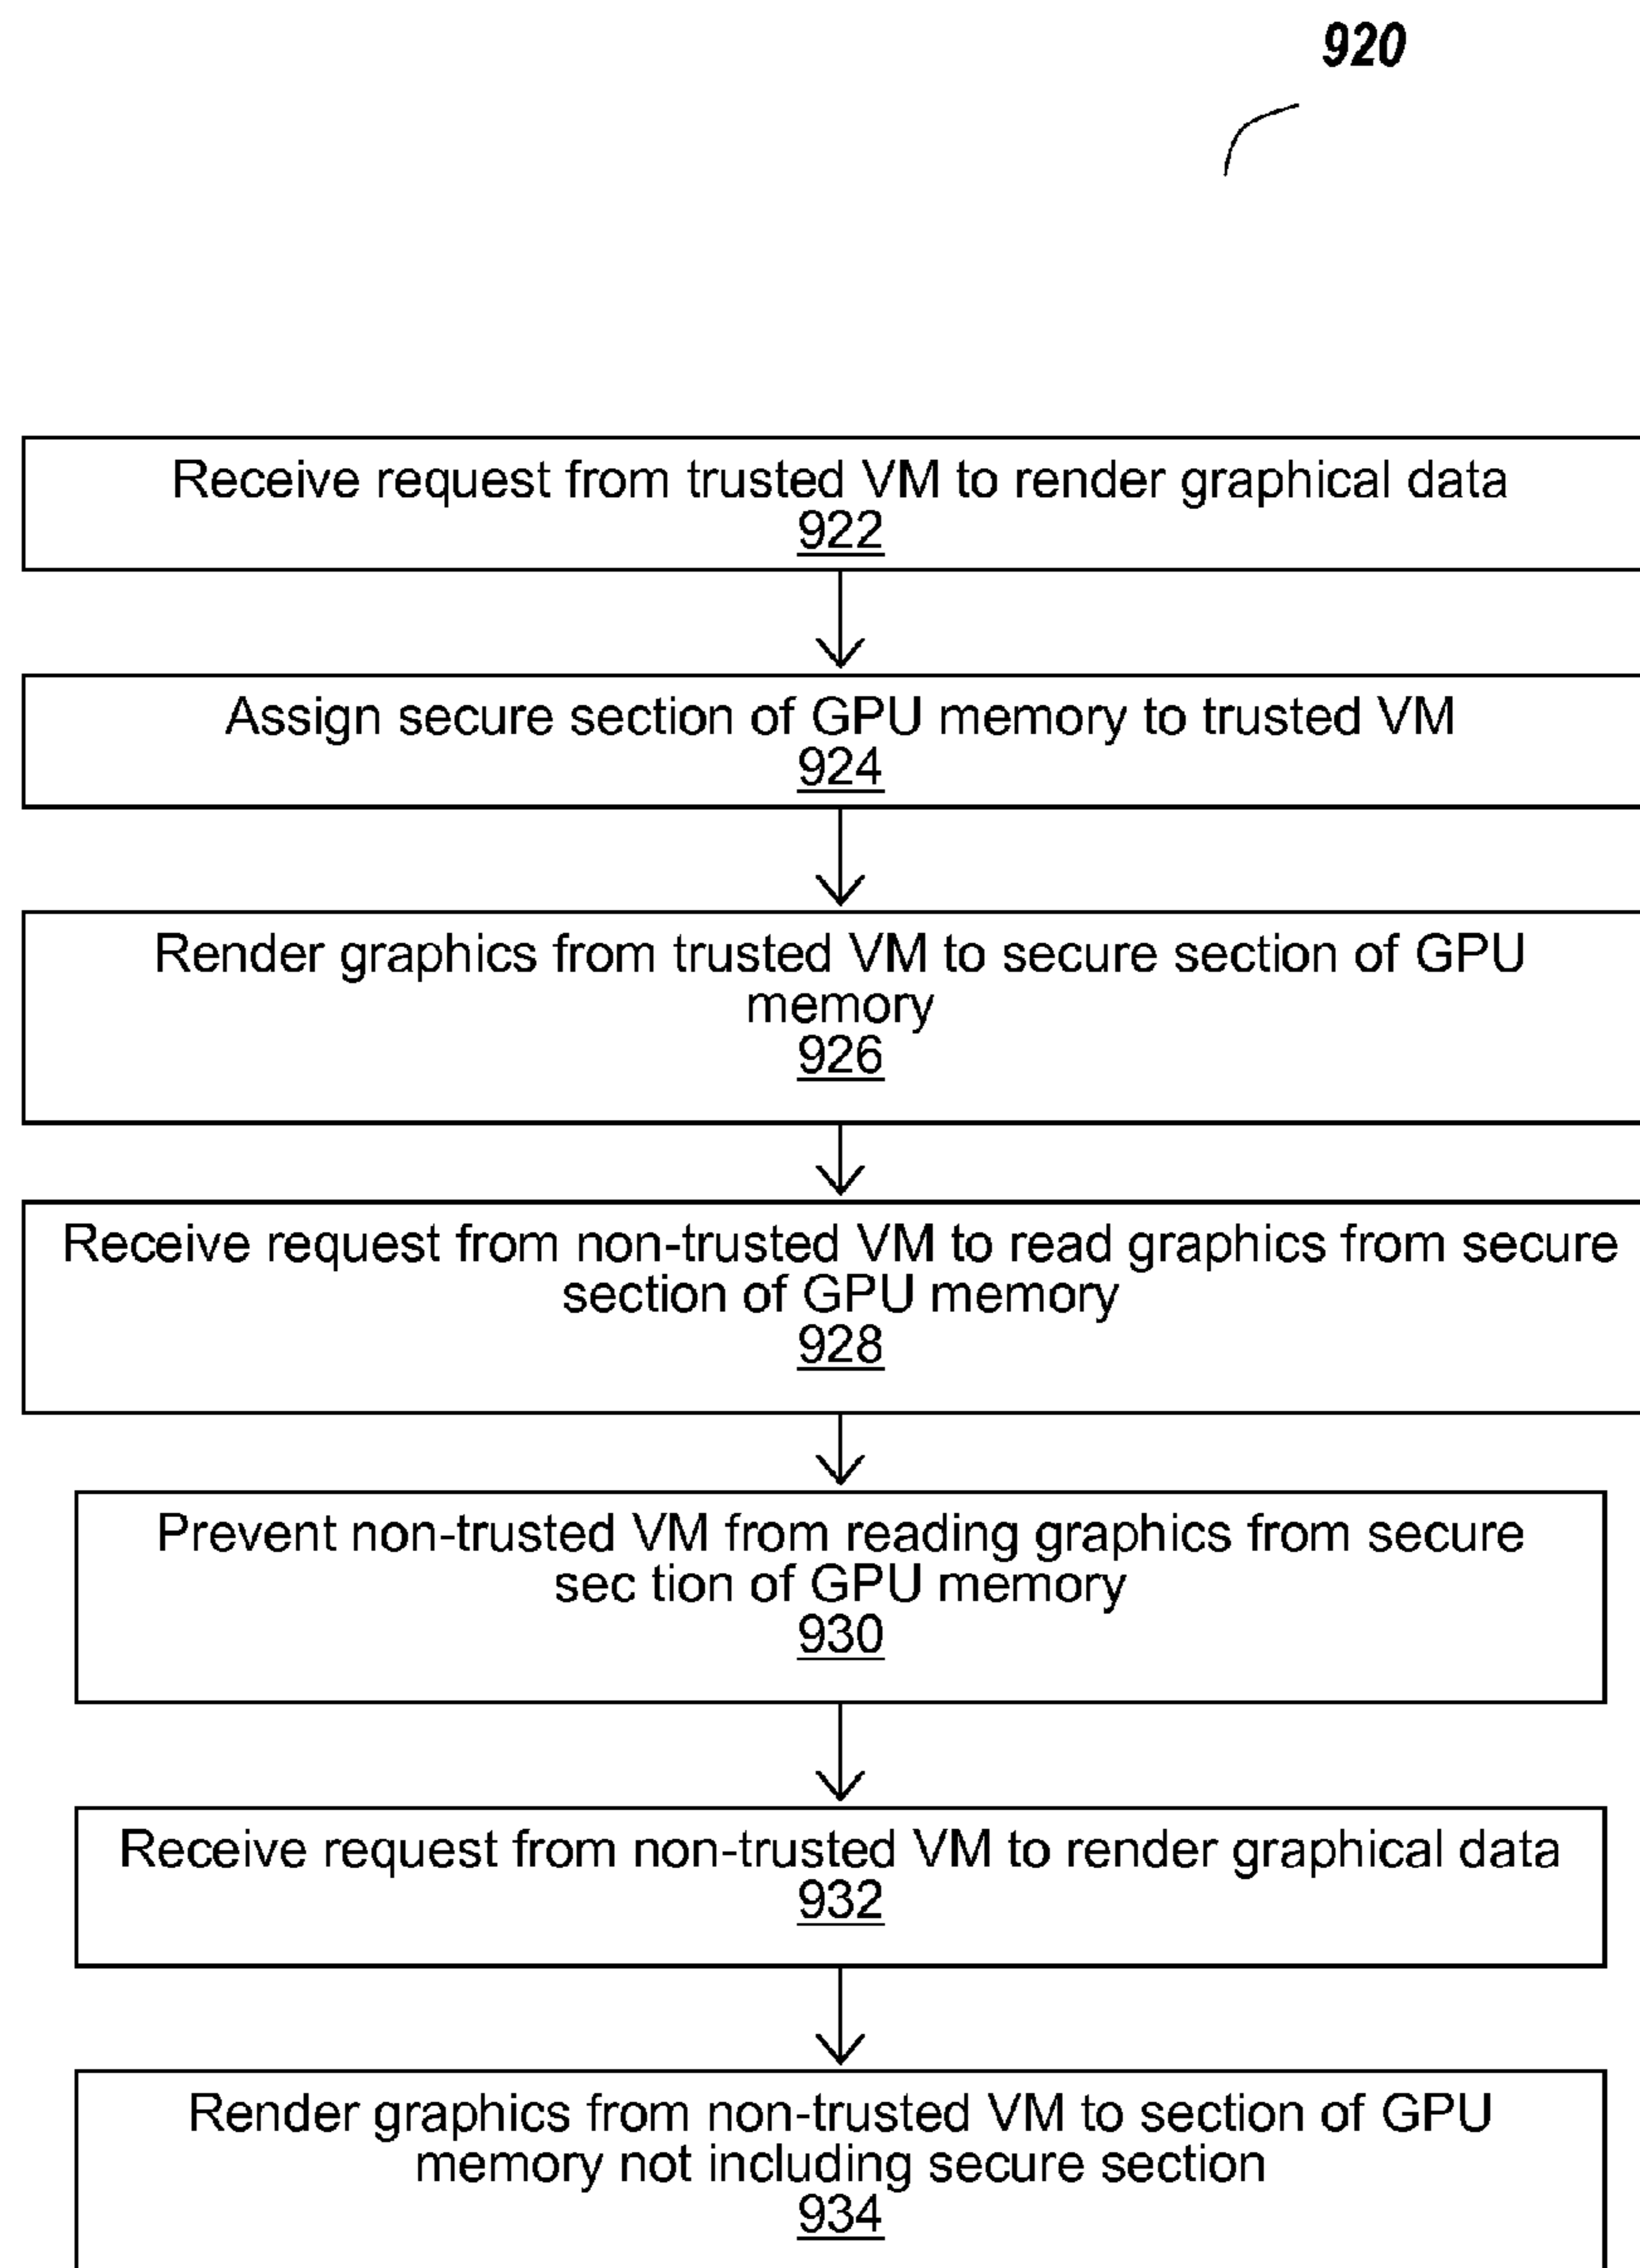 920
Receive request from trusted VM to render graphical data
922
Assign secure section of GPU memory to trusted VM
924
Render graphics from trusted VM to secure section of GPU
memory
926
Receive request from non-trusted VM to read graphics from secure
section of GPU memory
928
Prevent non-trusted VM from reading graphics from secure
sec tion of GPU memory
930
Receive request from non-trusted VM to render graphical data
932
Render graphics from non-trusted VM to section of GPU
memory not including secure section
934